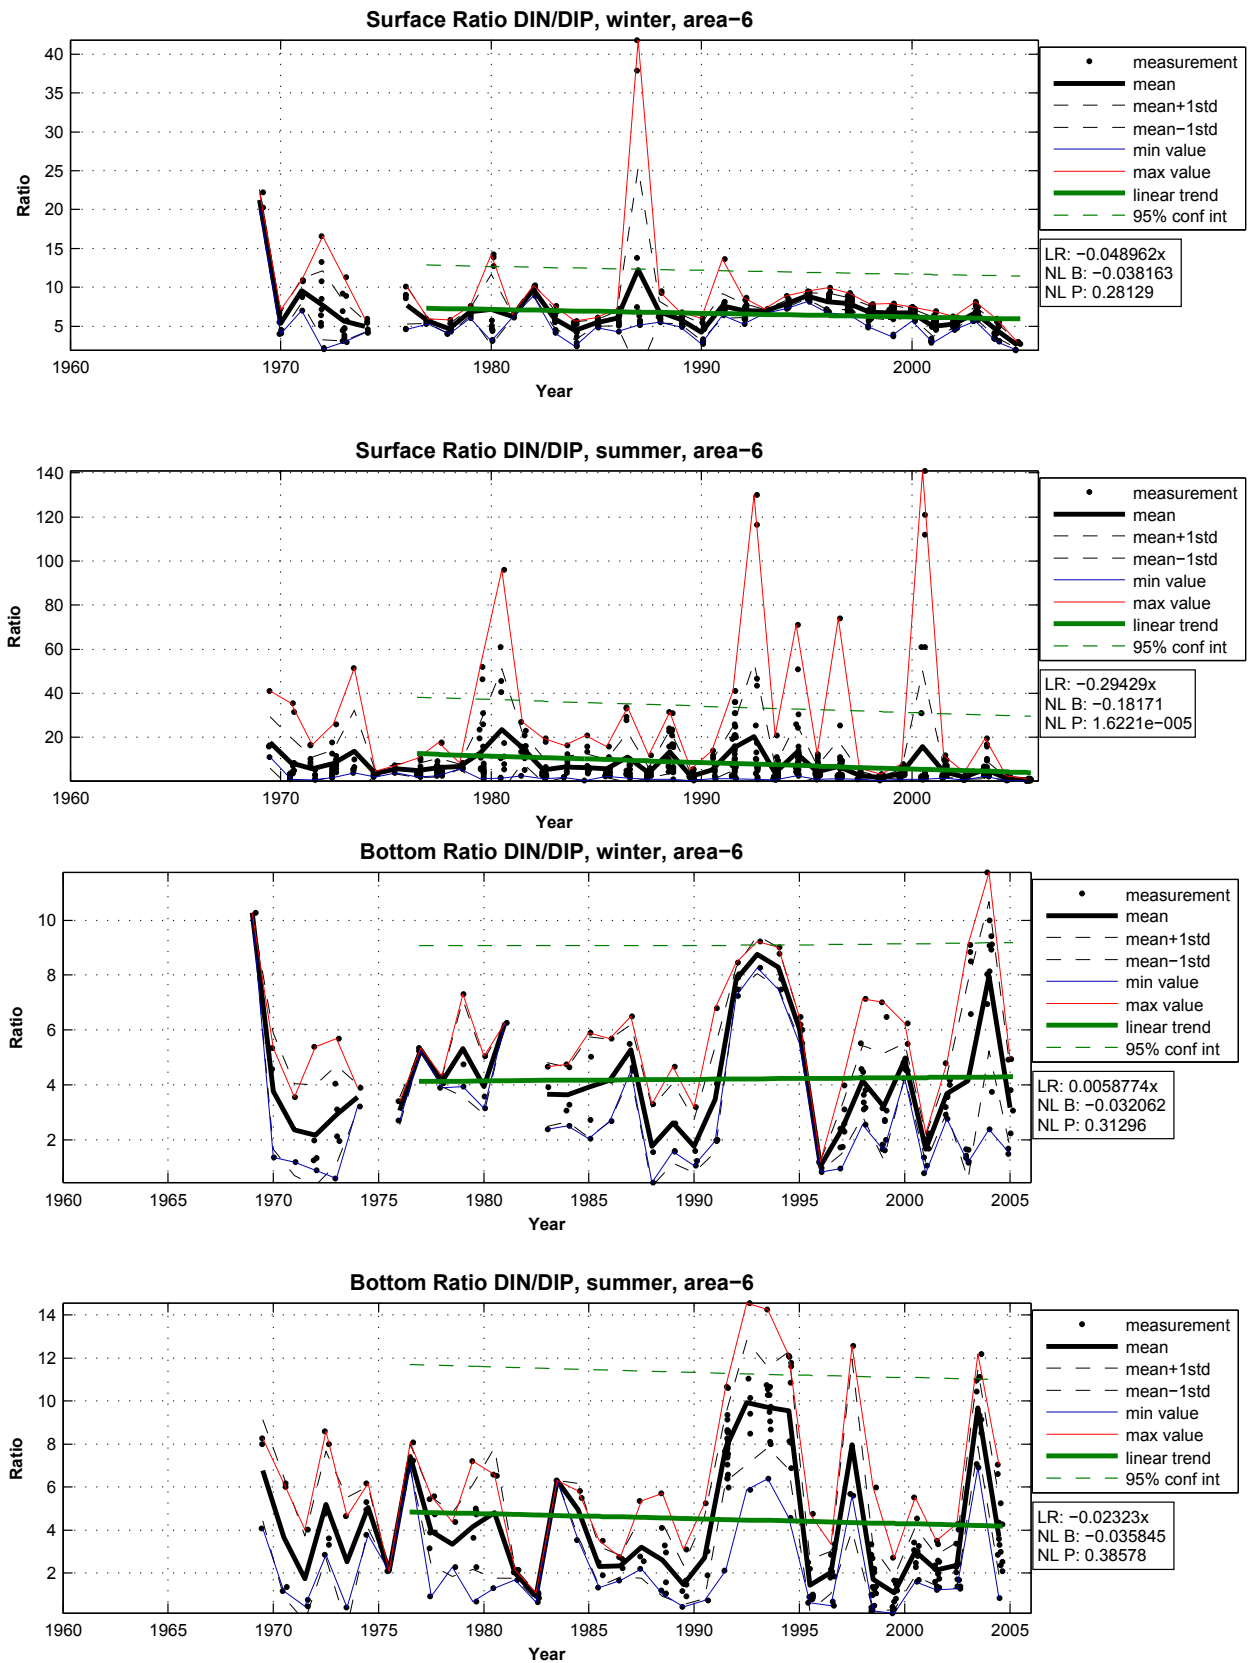 Surface Ratio DIN/DIP, winter, area−6
40
35
30
25
20
15
10
5
Ratio
1960
1970
1980
1990
2000
Year
measurement
mean
mean+1std
mean−1std
min value
max value
linear trend
95% conf int
LR: −0.048962x
NL B: −0.038163
NL P: 0.28129
Surface Ratio DIN/DIP, summer, area−6
140
120
100
80
60
40
20
Ratio
1960
1970
1980
1990
2000
Year
measurement
mean
mean+1std
mean−1std
min value
max value
linear trend
95% conf int
LR: −0.29429x
NL B: −0.18171
NL P: 1.6221e−005
Bottom Ratio DIN/DIP, winter, area−6
10
8
6
4
2
Ratio
1960
1965
1970
1975
1980
1985
1990
1995
2000
2005
Year
measurement
mean
mean+1std
mean−1std
min value
max value
linear trend
95% conf int
LR: 0.0058774x
NL B: −0.032062
NL P: 0.31296
Bottom Ratio DIN/DIP, summer, area−6
14
12
10
8
6
4
2
Ratio
1960
1965
1970
1975
1980
1985
1990
1995
2000
2005
Year
measurement
mean
mean+1std
mean−1std
min value
max value
linear trend
95% conf int
LR: −0.02323x
NL B: −0.035845
NL P: 0.38578